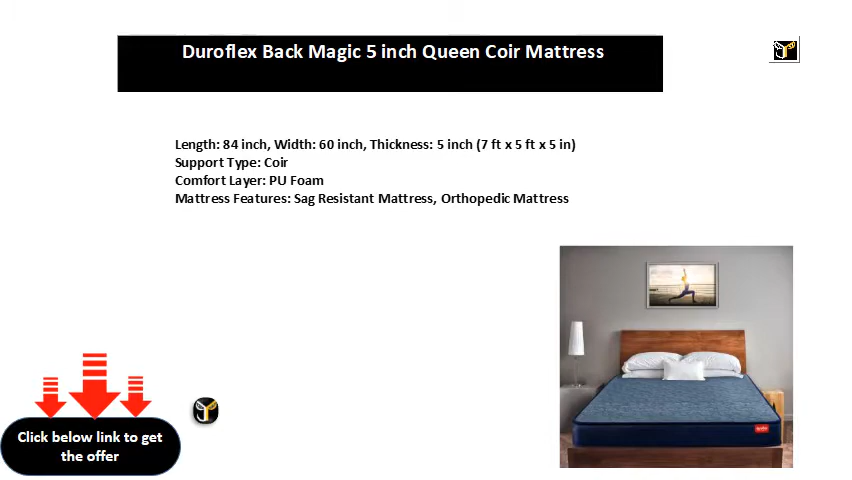 Duroflex Back Magic 5 inch Queen Coir Mattress
Length: 84 inch, Width: 60 inch, Thickness: 5 inch (7 ft x 5 ft x 5 in)
Support Type: Coir
Comfort Layer: PU Foam
Mattress Features: Sag Resistant Mattress, Orthopedic Mattress
Click below link to get
the offer